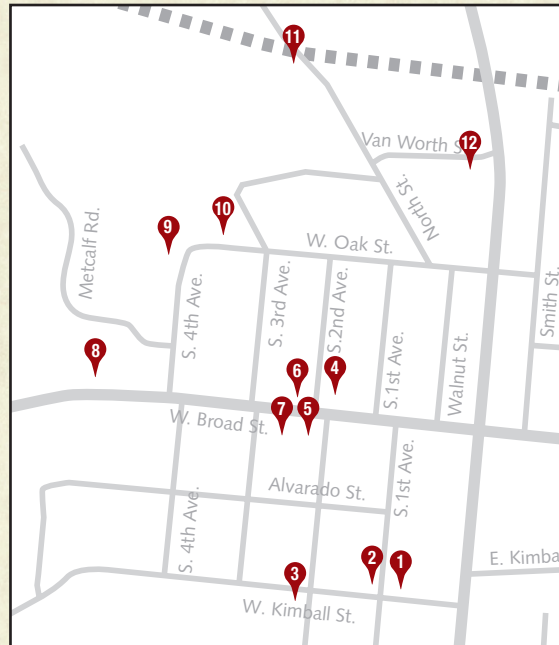 11
Van Worth S
12
North St.
10
9
W. Oak St.
Metcalf Rd.
S. 4th Ave.
S. 3rd Ave.
S.2nd Ave.
S.1st Ave.
Walnut St.
Smith St.
8
6
4
7
5
W. Broad St.
Alvarado St.
S. 4th Ave.
S.1st Ave.
3
2
1
E. Kimba
W. Kimball St.